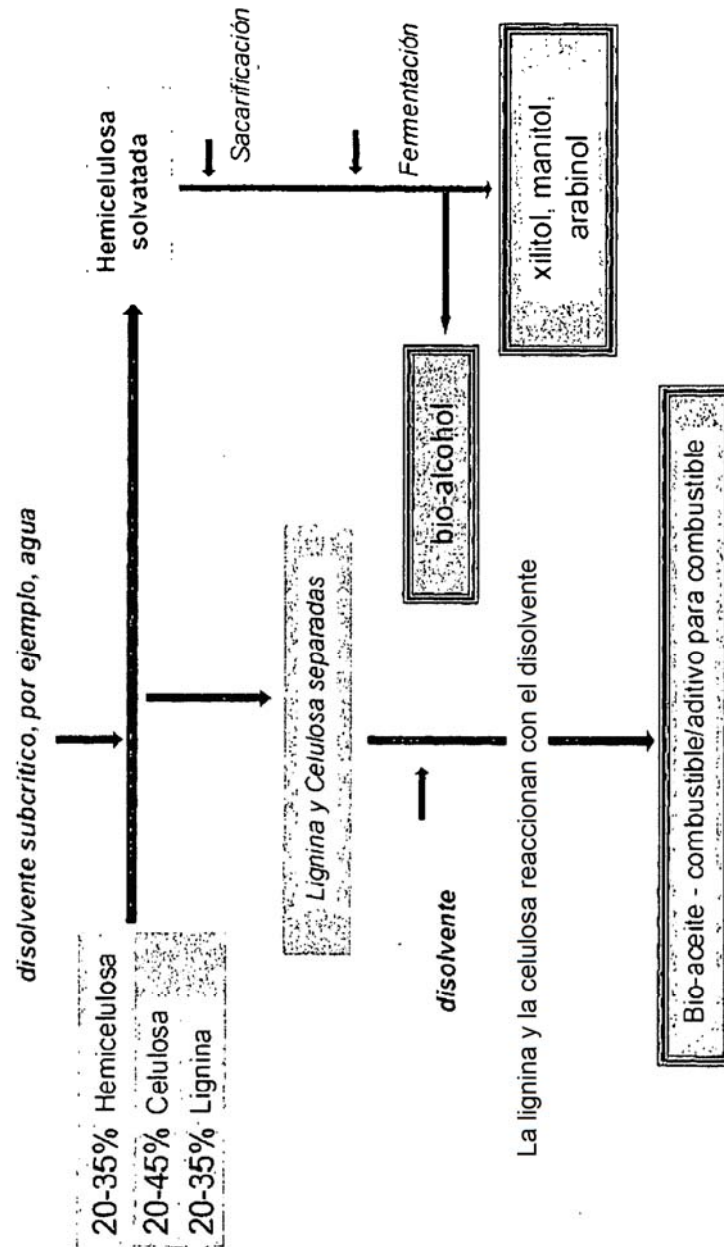 disolvente subcrítico, por ejemplo, agua
20-35% Hemicelulosa
20-45% Celulosa
20-35% Lignina
Hemicelulosa
solvatada
Sacarificación
Fermentación
Lignina y Celulosa separadas
bio-alcohol
xilitol, manitol,
arabinol
disolvente
La lignina y la celulosa reaccionan con el disolvente
Bio-aceite - combustible/aditivo para combustible